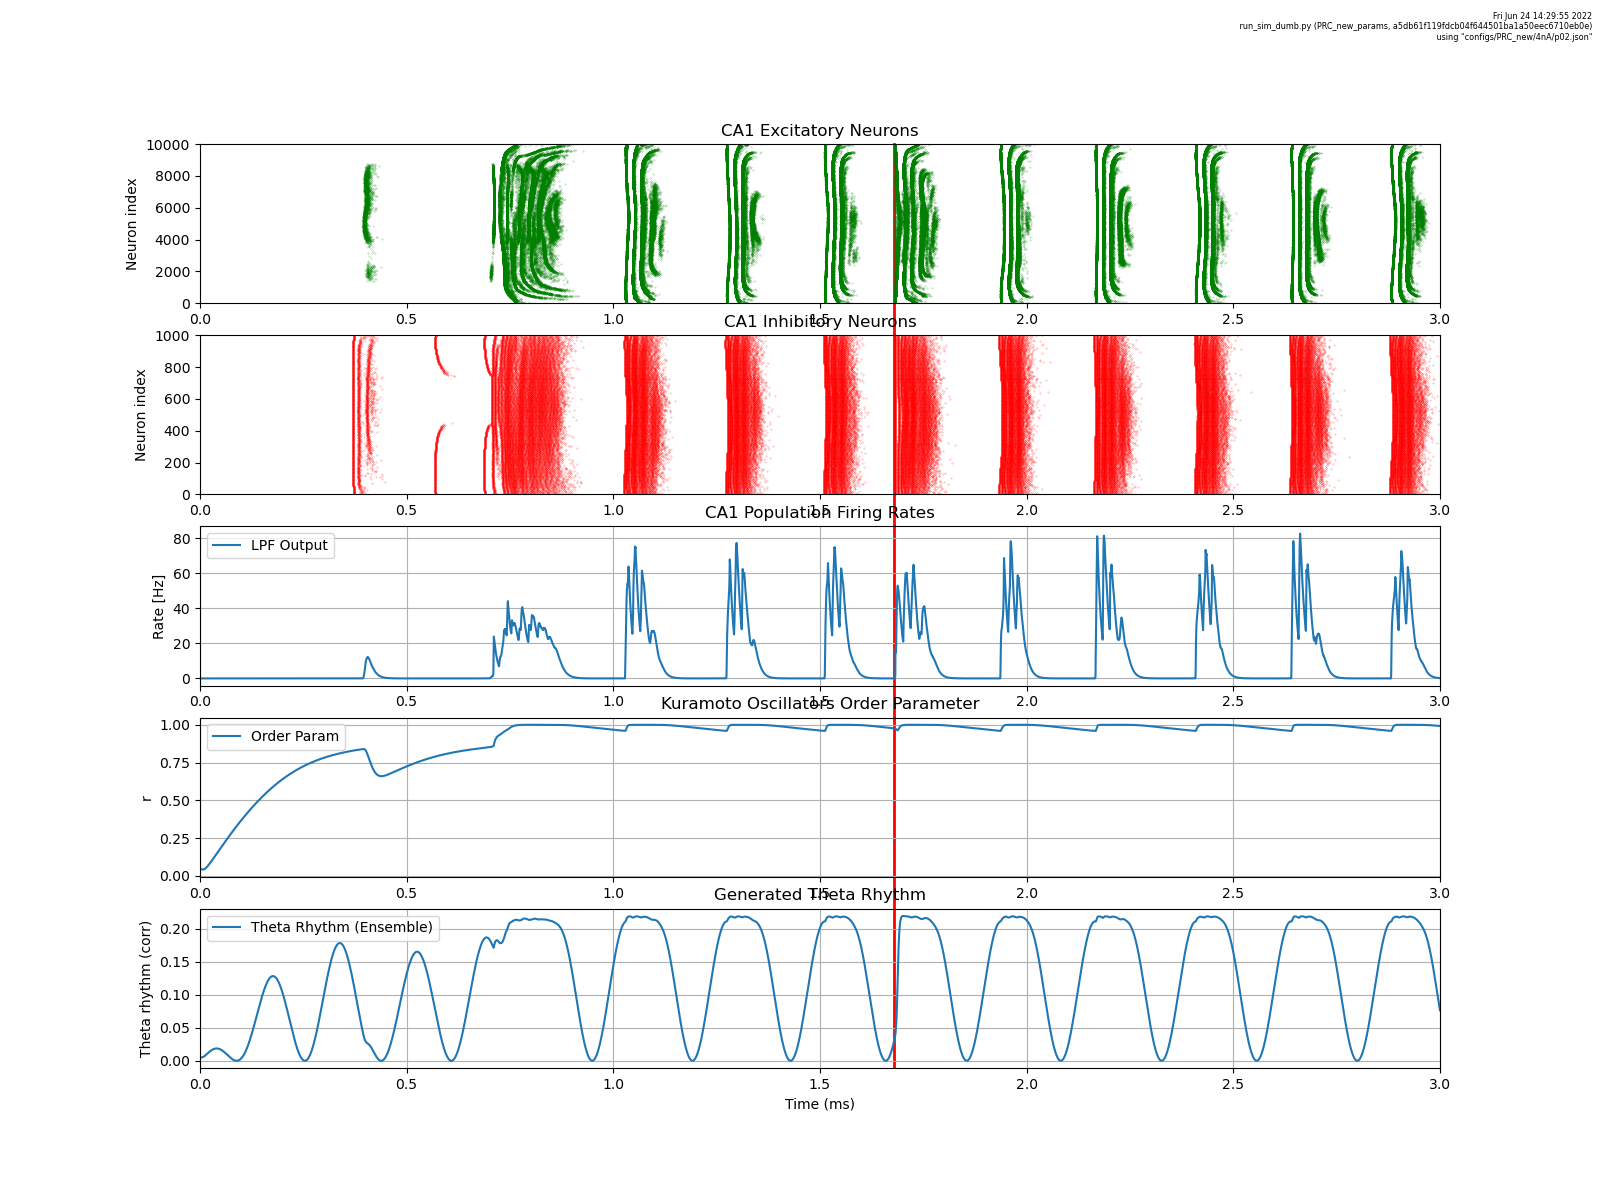 Fri Jun 24 14:29:55 2022
run_sim_dumb.py (PRC_new_params, a5db61f119fdcb04f644501ba1a50eec6710eb0e)
using "configs/PRC_new/4nA/p02.json"
CA1 Excitatory Neurons
Neuron index
10000
8000
6000
4000
2000
0
0.0 0.5 1.0 1.5 2.0 2.5 3.0
CA1 Inhibitory Neurons
Neuron index
1000
800
600
400
200
0
0.0 0.5 1.0 1.5 2.0 2.5 3.0
CA1 Population Firing Rates
Rate [Hz]
LPF Output
80
60
40
20
0
0.0 0.5 1.0 1.5 2.0 2.5 3.0
Kuramoto Oscillators Order Parameter
r
Order Param
1.00
0.75
0.50
0.25
0.00
0.0 0.5 1.0 1.5 2.0 2.5 3.0
Generated Theta Rhythm
Theta rhythm (corr)
Theta Rhythm (Ensemble)
0.20
0.15
0.10
0.05
0.00
0.0 0.5 1.0 1.5 2.0 2.5 3.0
Time (ms)